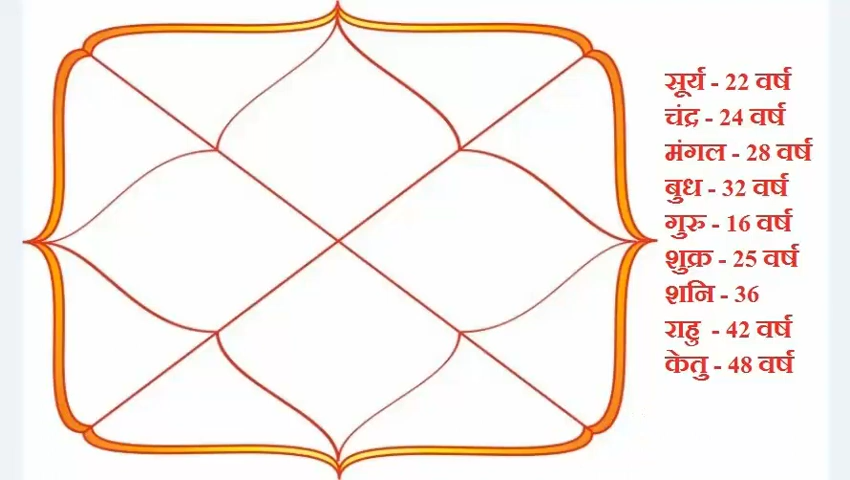 सूर्य - 22 वर्ष
चंद्र - 24 वर्ष
मंगल - 28 वर्ष
बुध - 32 वर्ष
गुरु - 16 वर्ष
शुक्र - 25 वर्ष
शनि - 36
राहु - 42 वर्ष
केतु - 48 वर्ष